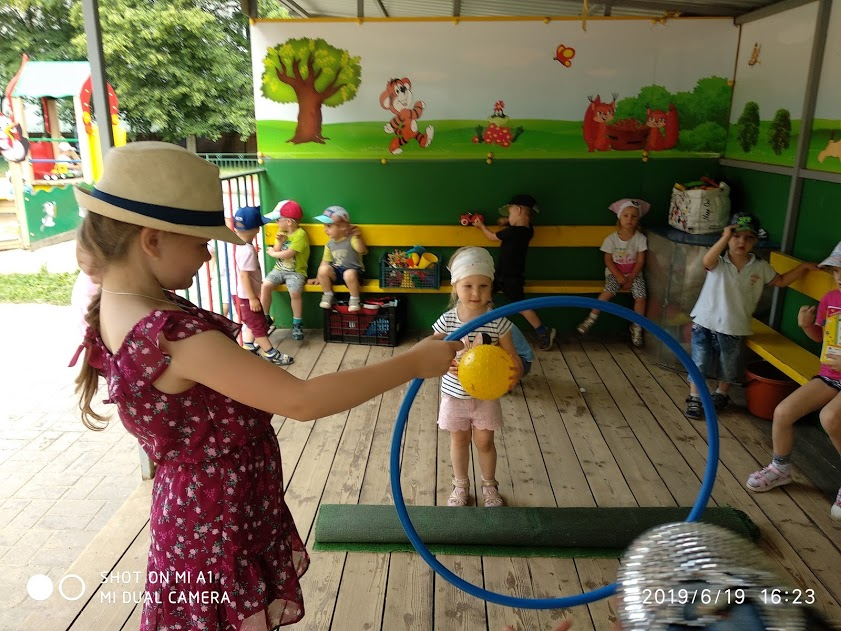 SHOT ON MI A1
MI DUAL CAMERA
2019/6/19 16:23